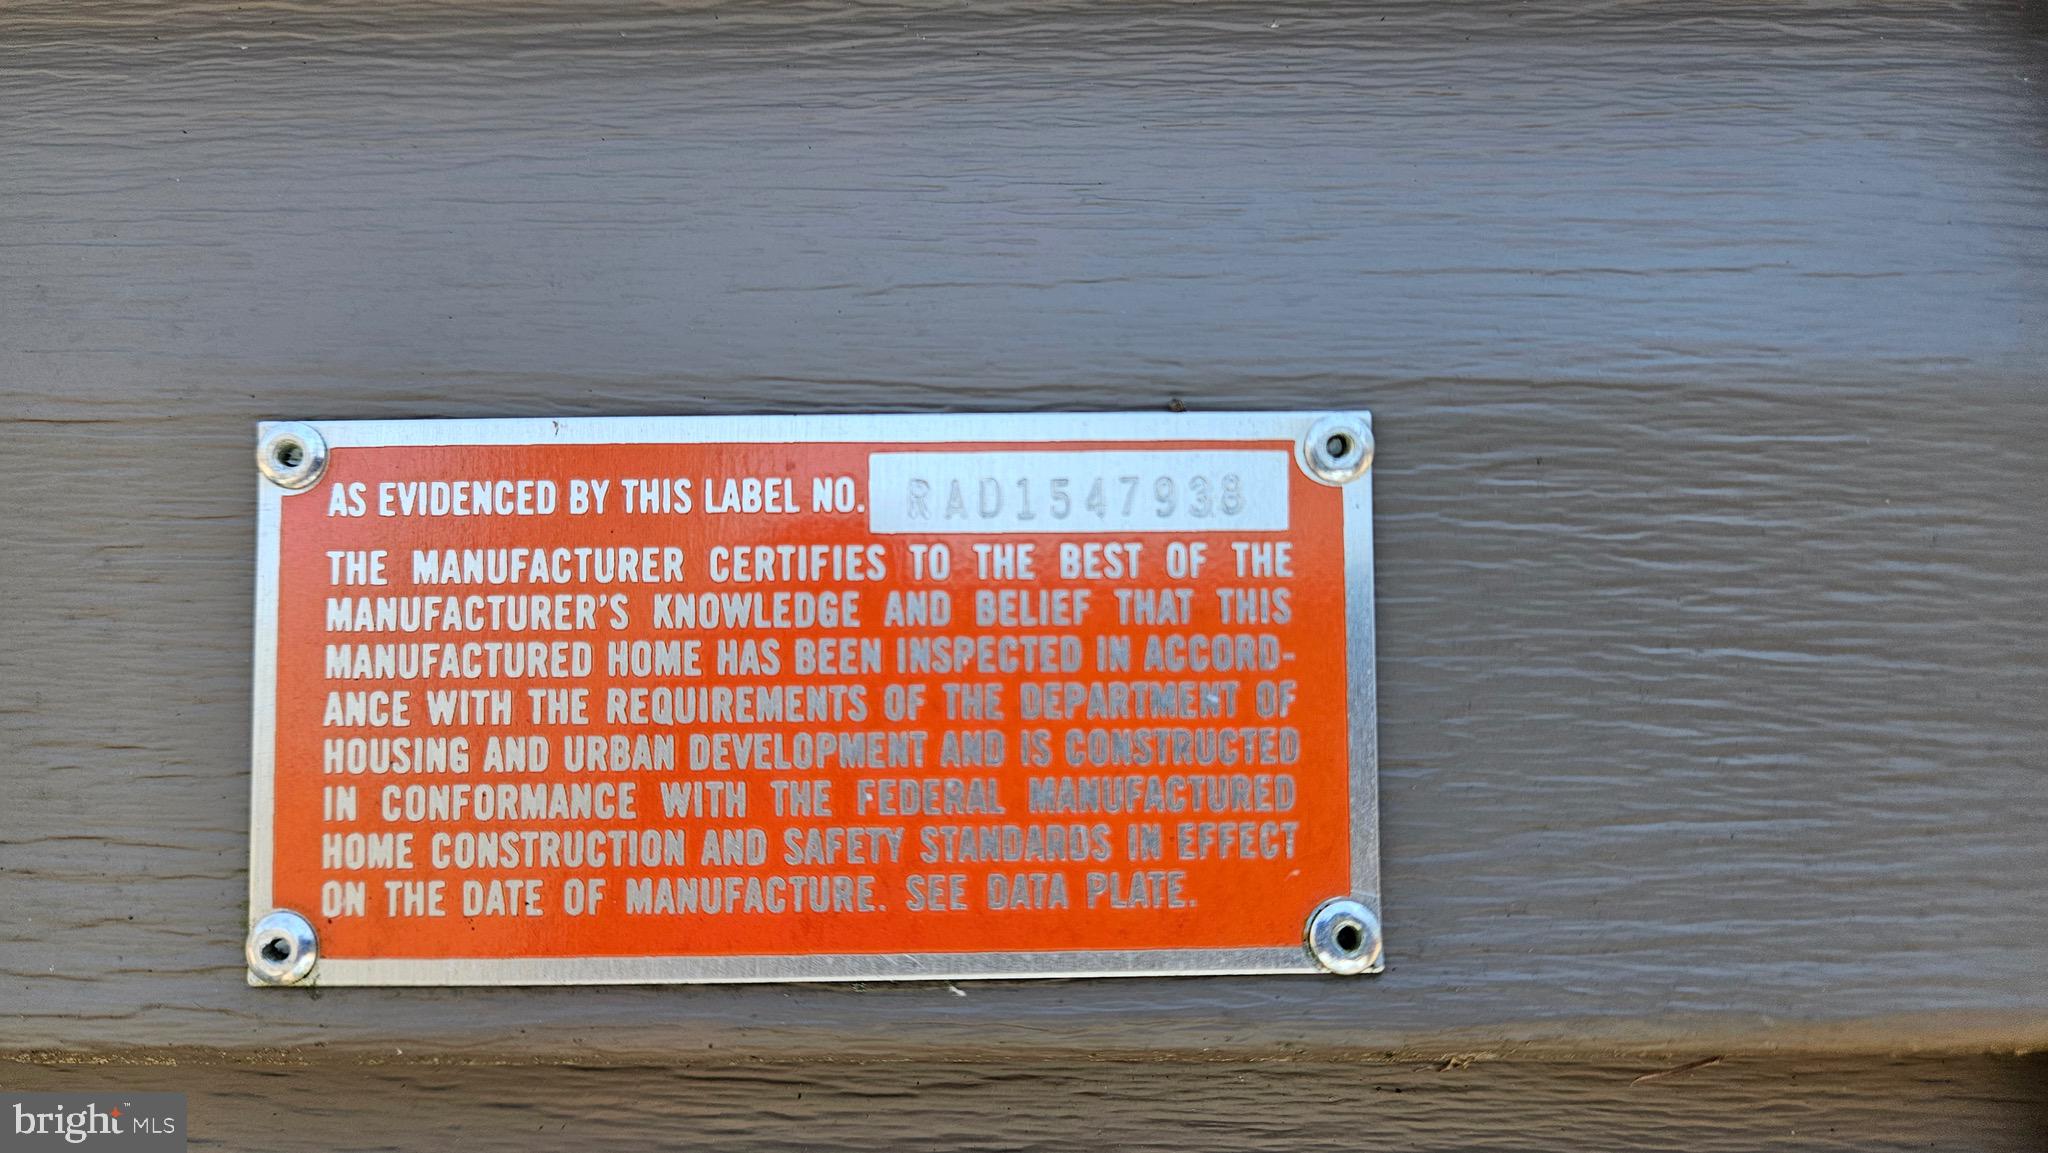 AS EVIDENCED BY THIS LABEL NO. RAD1547938
THE MANUFACTURER CERTIFIES TO THE BEST OF THE
MANUFACTURER'S KNOWLEDGE AND BELIEF THAT THIS
MANUFACTURED HOME HAS BEEN INSPECTED IN ACCORD-
ANCE WITH THE REQUIREMENTS OF THE DEPARTMENT OF
HOUSING AND URBAN DEVELOPMENT AND IS CONSTRUCTED
IN CONFORMANCE WITH THE FEDERAL MANUFACTURED
HOME CONSTRUCTION AND SAFETY STANDARDS IN EFFECT
ON THE DATE OF MANUFACTURE. SEE DATA PLATE.
bright™ MLS